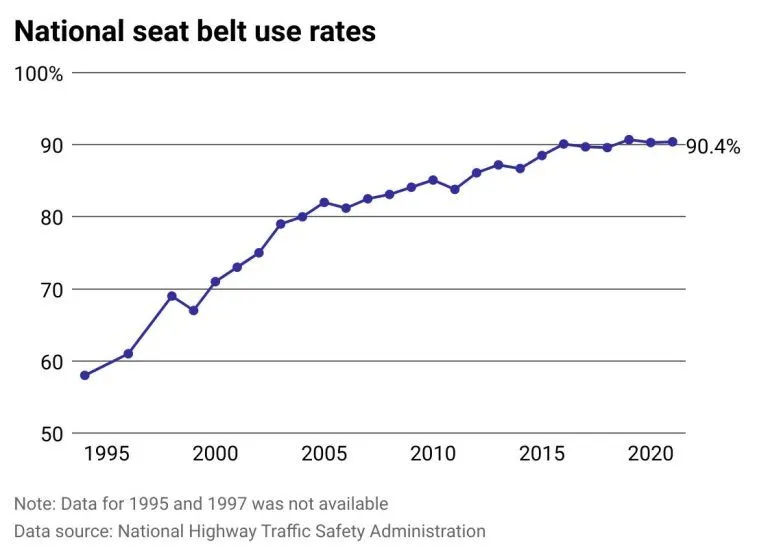 National seat belt use rates
100%
90
90.4%
80
70
60
50
1995 2000 2005 2010 2015 2020
Note: Data for 1995 and 1997 was not available
Data source: National Highway Traffic Safety Administration